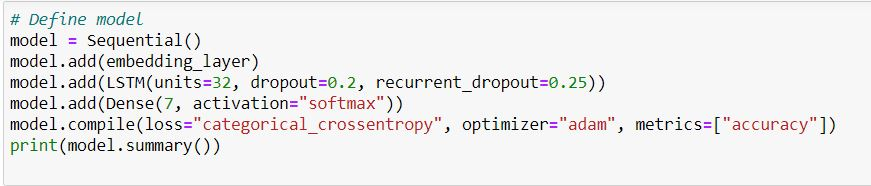 # Define model
model = Sequential()
model.add(embedding_layer)
model.add(LSTM(units=32, dropout=0.2, recurrent_dropout=0.25))
model.add(Dense(7, activation="softmax"))
model.compile(loss="categorical_crossentropy", optimizer="adam", metrics=["accuracy"])
print(model.summary())